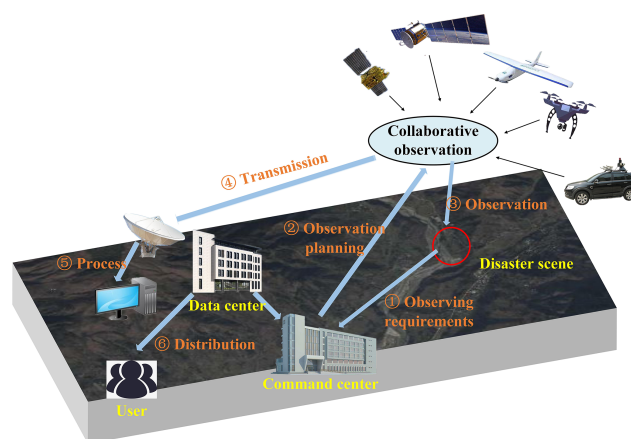 Collaborative
observation
④ Transmission
③ Observation
② Observation
planning
⑤ Process
Disaster scene
Data center
① Observing
requirements
⑥ Distribution
Command center
User